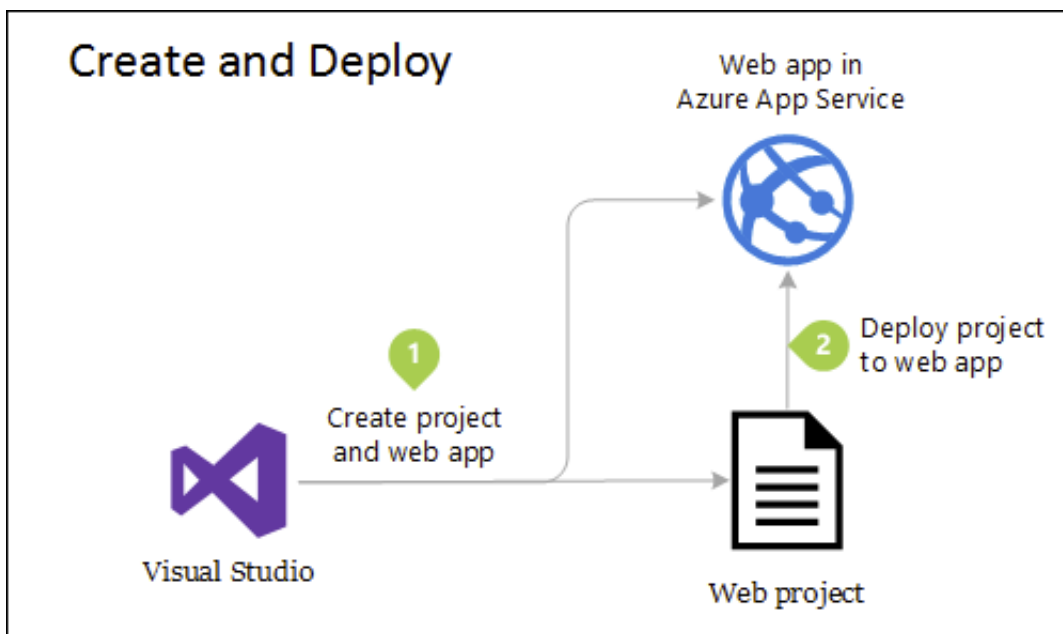 Create and Deploy
Web app in
Azure App Service
1
Create project
and web app
2
Deploy project
to web app
Visual Studio
Web project